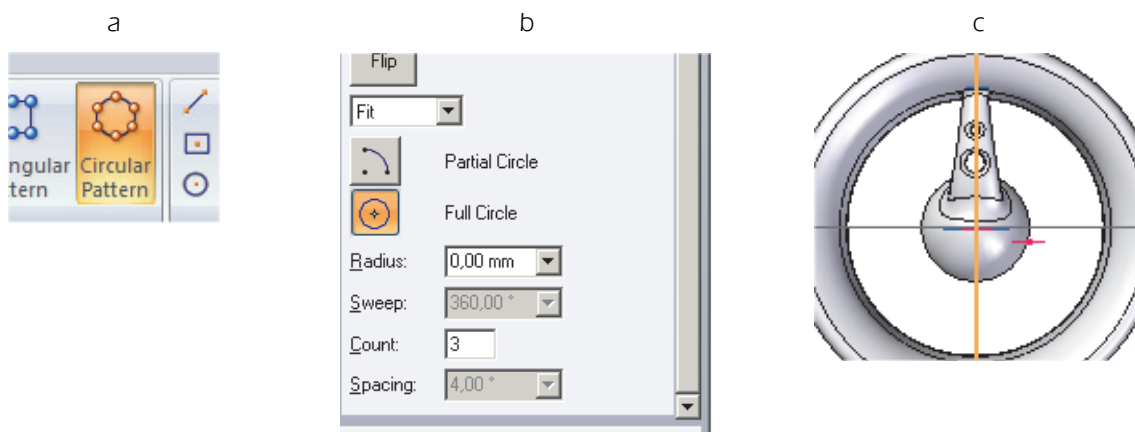 a
b
c
ngular Circular
tern Pattern
Flip
Fit
Partial Circle
Full Circle
Radius: 0,00 mm
Sweep: 360,00 °
Count: 3
Spacing: 4,00 °